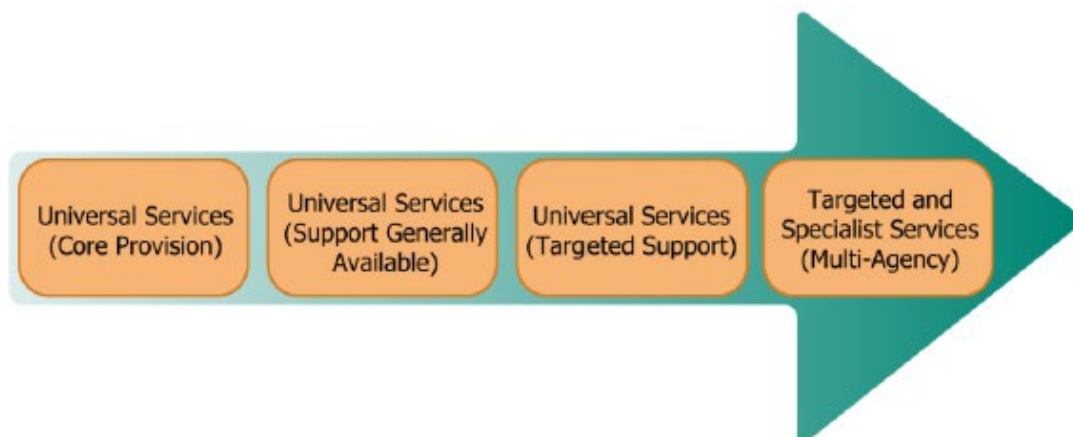 Universal Services
(Core Provision)
Universal Services
(Support Generally
Available)
Universal Services
(Targeted Support)
Targeted and
Specialist Services
(Multi-Agency)